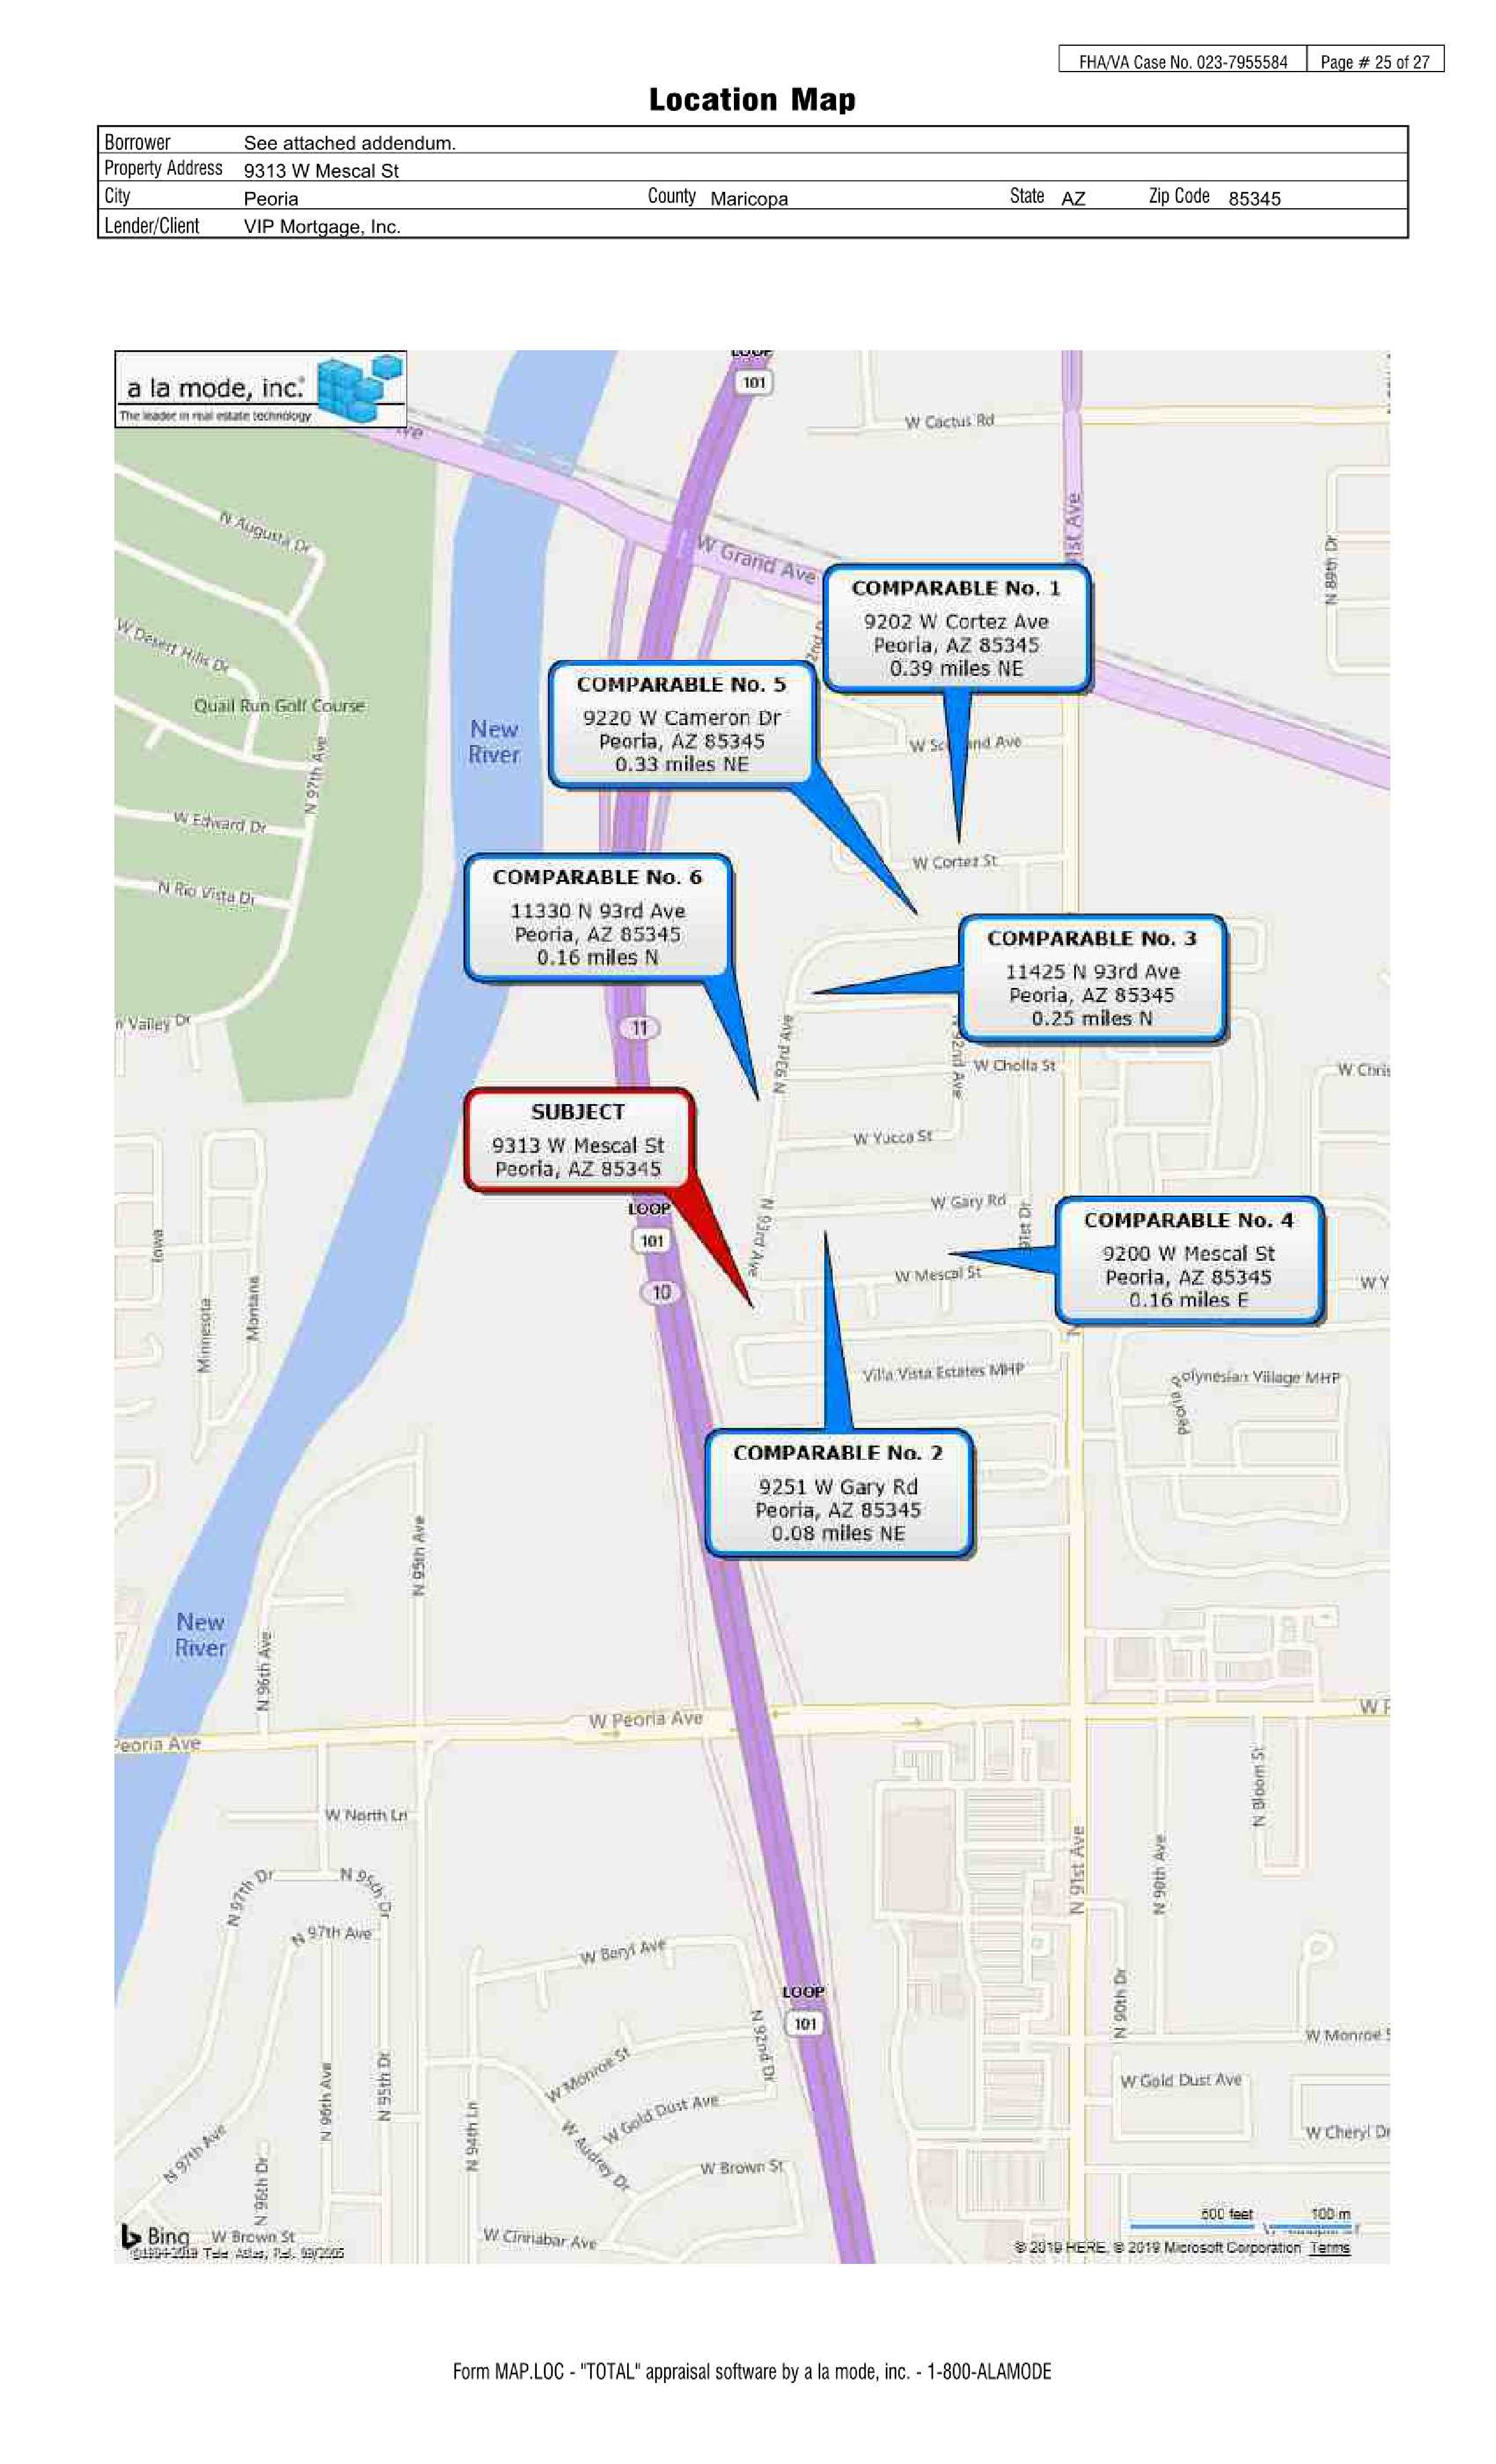 FHA/VA Case No. 023-7955584 Page # 25 of 27
Location Map
Borrower See attached addendum.
Property Address 9313 W Mescal St
City Peoria County Maricopa State AZ Zip Code 85345
Lender/Client VIP Mortgage, Inc.
a la mode, inc.
The leader in real estate technology
LOOP
101
W Cactus Rd
N Augusta Dr
W Grand Ave
1st Ave
N 89th Dr
COMPARABLE No. 1
9202 W Cortez Ave
Peoria, AZ 85345
0.39 miles NE
W Desert Hills Dr
COMPARABLE No. 5
9220 W Cameron Dr
Peoria, AZ 85345
0.33 miles NE
Quail Run Golf Course
N 97th Ave
New
River
W Edward Dr
W Cortez St
N Rio Vista Dr
COMPARABLE No. 6
11330 N 93rd Ave
Peoria, AZ 85345
0.16 miles N
COMPARABLE No. 3
11425 N 93rd Ave
Peoria, AZ 85345
0.25 miles N
n Valley Dr
11
N 93rd Ave
92nd Ave
W Cholla St
W Chris
SUBJECT
9313 W Mescal St
Peoria, AZ 85345
W Yucca St
LOOP
101
10
N 93rd Ave
W Gary Rd
91st Dr
W Mescal St
COMPARABLE No. 4
9200 W Mescal St
Peoria, AZ 85345
0.16 miles E
W Y
Iowa
Minnesota
Montana
Villa Vista Estates MHP
Polynesian Village MHP
Peoria
COMPARABLE No. 2
9251 W Gary Rd
Peoria, AZ 85345
0.08 miles NE
N 95th Ave
New
River
N 96th Ave
W Peoria Ave
W P
Peoria Ave
N Bloom St
W North Ln
N 91st Ave
N 90th Ave
N 97th Dr
N 95th Dr
N 97th Ave
W Beryl Ave
LOOP
101
N 92nd Dr
N 90th Dr
W Monroe S
W Monroe St
N 96th Ave
N 95th Dr
N 94th Ln
W Gold Dust Ave
W Gold Dust Ave
W Audrey Dr
W Cheryl Dr
N 97th Ave
N 96th Dr
W Brown St
Bing
W Brown St
W Cinnabar Ave
500 feet 100 m
© 2019 HERE, © 2019 Microsoft Corporation Terms
Form MAP.LOC - "TOTAL" appraisal software by a la mode, inc. - 1-800-ALAMODE